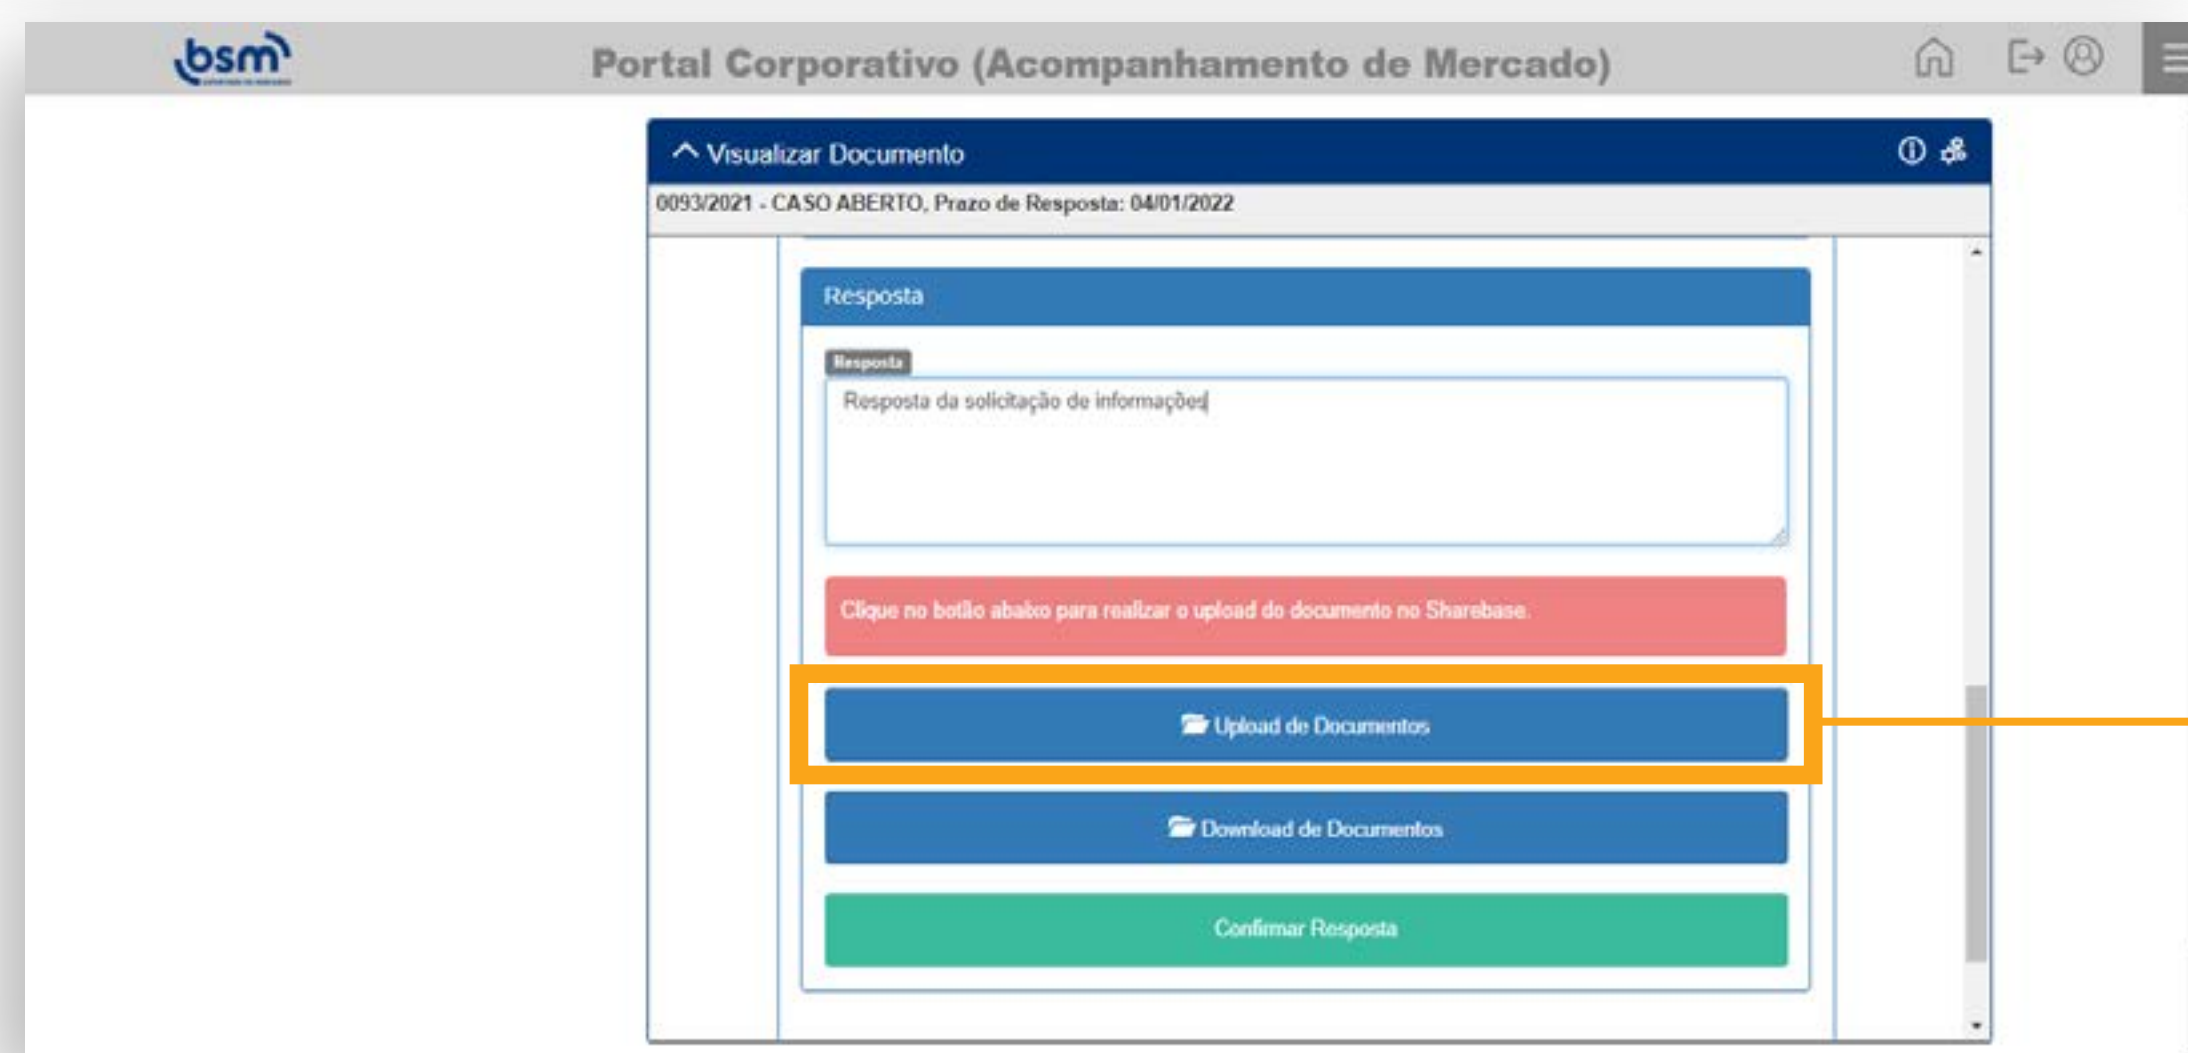 bsm
Portal Corporativo (Acompanhamento de Mercado)
Visualizar Documento
0093/2021 - CASO ABERTO, Prazo de Resposta: 04/01/2022
Resposta
Resposta
Resposta da solicitação de informações
Clique no botão abaixo para realizar o upload do documento no Sharebase.
Upload de Documentos
Download de Documentos
Confirmar Resposta